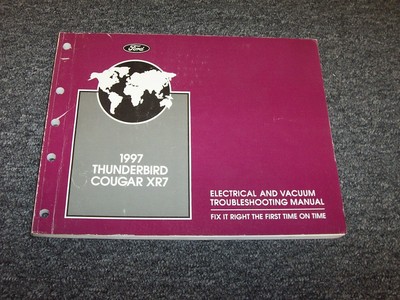 Ford
1997
THUNDERBIRD
COUGAR XR7
ELECTRICAL AND VACUUM
TROUBLESHOOTING MANUAL
FIX IT RIGHT THE FIRST TIME ON TIME